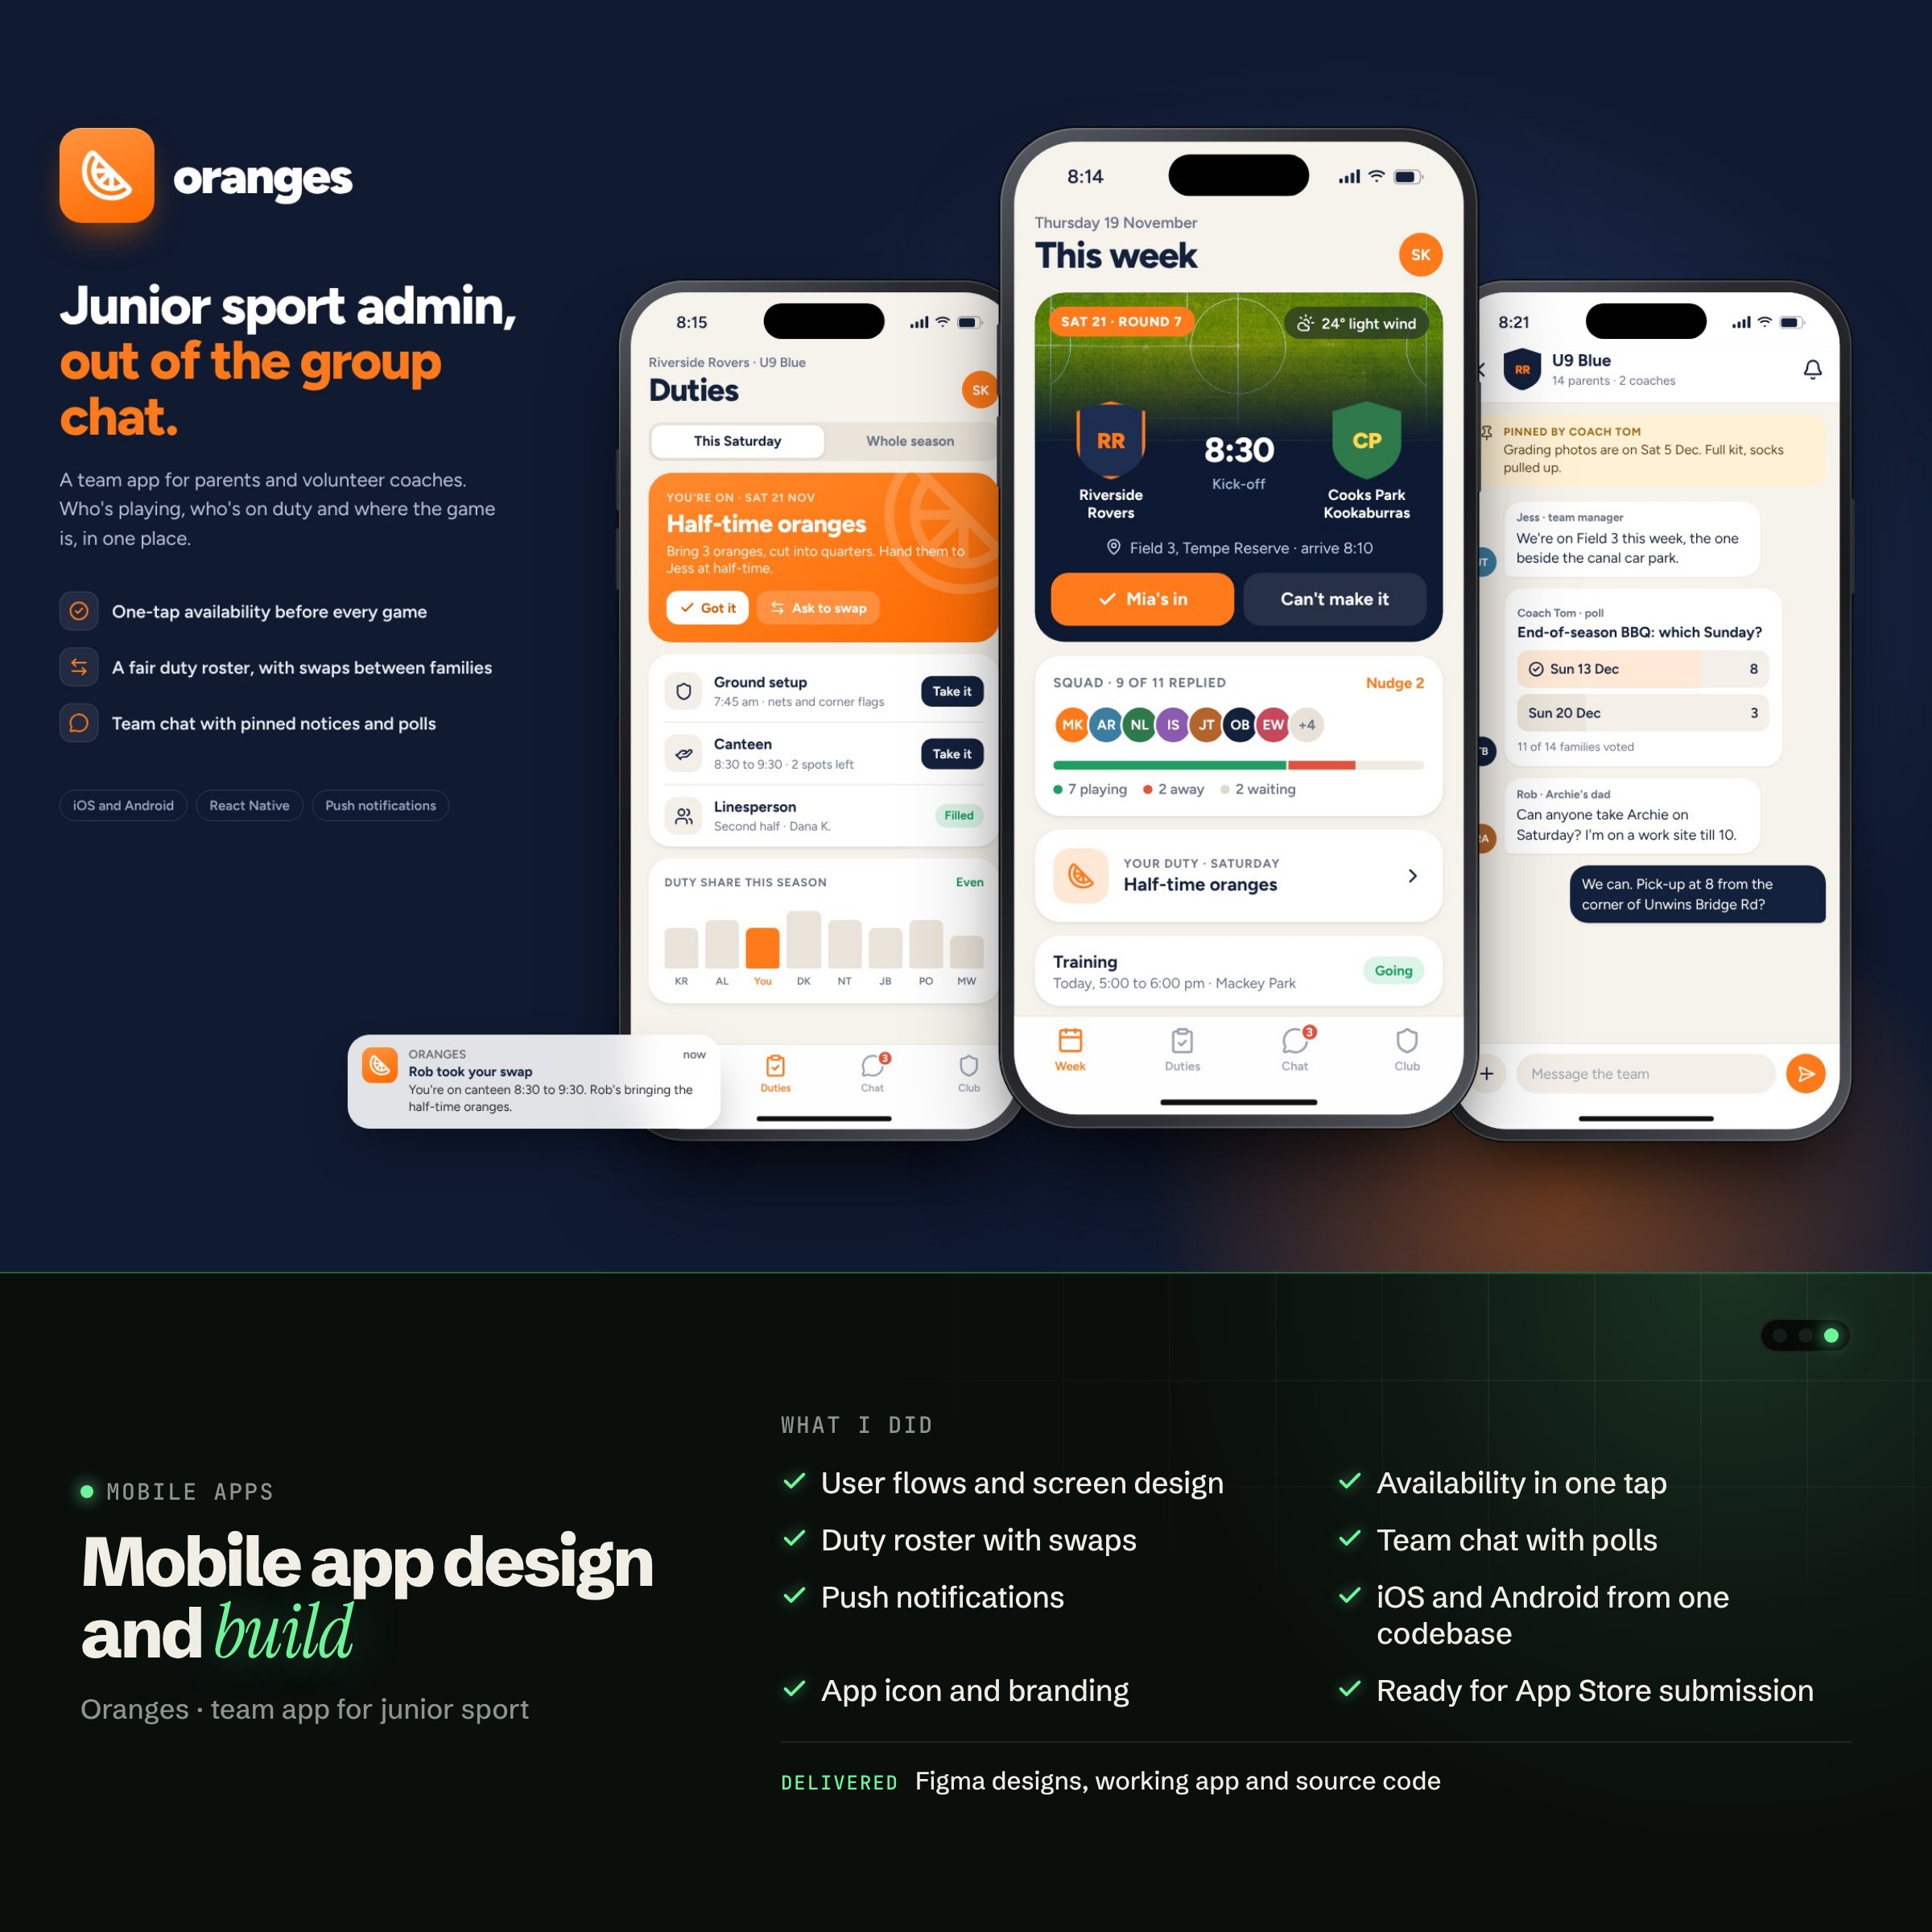 oranges
Junior sport admin,
out of the group
chat.
A team app for parents and volunteer coaches.
Who's playing, who's on duty and where the game
is, in one place.
One-tap availability before every game
A fair duty roster, with swaps between families
Team chat with pinned notices and polls
iOS and Android
React Native
Push notifications
8:15
Riverside Rovers · U9 Blue
Duties
SK
This Saturday
Whole season
YOU'RE ON · SAT 21 NOV
Half-time oranges
Bring 3 oranges, cut into quarters. Hand them to
Jess at half-time.
Got it
Ask to swap
Ground setup
7:45 am · nets and corner flags
Take it
Canteen
8:30 to 9:30 · 2 spots left
Take it
Linesperson
Second half · Dana K.
Filled
DUTY SHARE THIS SEASON
Even
KR AL You DK NT JB PO MW
Duties
3
Chat
Club
ORANGES
now
Rob took your swap
You're on canteen 8:30 to 9:30. Rob's bringing the
half-time oranges.
8:14
Thursday 19 November
This week
SK
SAT 21 · ROUND 7
24° light wind
RR
8:30
Kick-off
CP
Riverside
Rovers
Cooks Park
Kookaburras
Field 3, Tempe Reserve · arrive 8:10
Mia's in
Can't make it
SQUAD · 9 OF 11 REPLIED
Nudge 2
MK AR NL IS JT OB EW +4
7 playing
2 away
2 waiting
YOUR DUTY · SATURDAY
Half-time oranges
Training
Today, 5:00 to 6:00 pm · Mackey Park
Going
Week
Duties
3
Chat
Club
8:21
RR
U9 Blue
14 parents · 2 coaches
PINNED BY COACH TOM
Grading photos are on Sat 5 Dec. Full kit, socks
pulled up.
Jess · team manager
We're on Field 3 this week, the one
beside the canal car park.
Coach Tom · poll
End-of-season BBQ: which Sunday?
Sun 13 Dec 8
Sun 20 Dec 3
11 of 14 families voted
Rob · Archie's dad
Can anyone take Archie on
Saturday? I'm on a work site till 10.
We can. Pick-up at 8 from the
corner of Unwins Bridge Rd?
Message the team
MOBILE APPS
Mobile app design
and build
Oranges · team app for junior sport
WHAT I DID
User flows and screen design
Availability in one tap
Duty roster with swaps
Team chat with polls
Push notifications
iOS and Android from one
codebase
App icon and branding
Ready for App Store submission
DELIVERED Figma designs, working app and source code